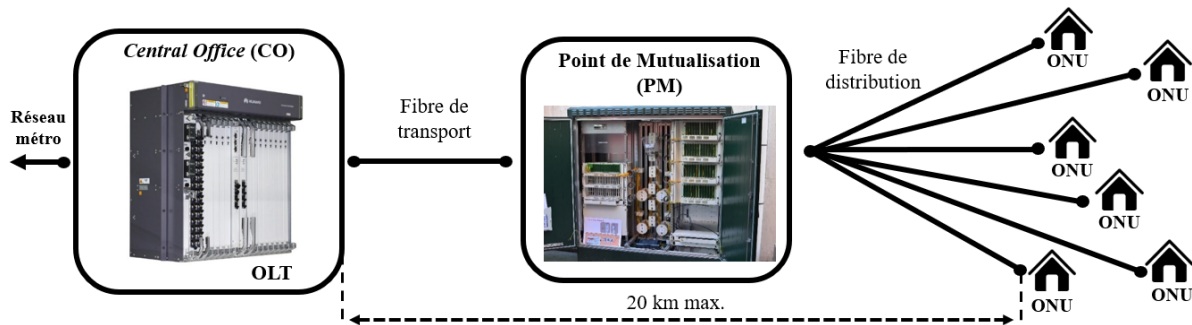 Central Office (CO)
OLT
Réseau
métro
Fibre de
transport
Point de Mutualisation
(PM)
Fibre de
distribution
ONU
ONU
ONU
ONU
ONU
ONU
20 km max.